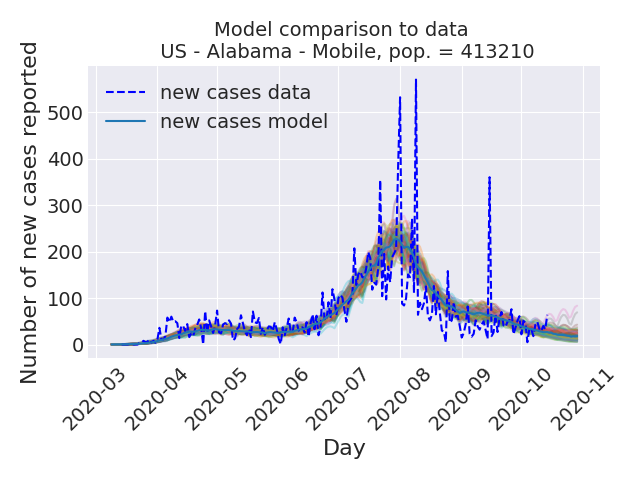 Model comparison to data
US - Alabama - Mobile, pop. = 413210
new cases data
new cases model
Number of new cases reported
500
400
300
200
100
0
2020-03
2020-04
2020-05
2020-06
2020-07
2020-08
2020-09
2020-10
2020-11
Day